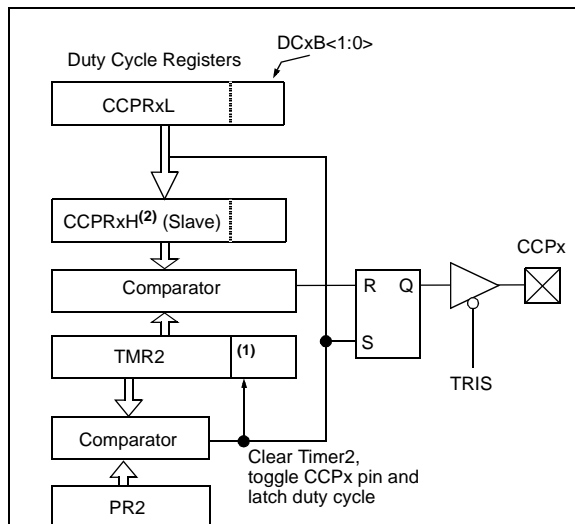 DCxB<1:0>
Duty Cycle Registers
CCPRxL
CCPRxH(2) (Slave)
CCPx
Comparator
R Q
TMR2 (1)
S
TRIS
Comparator
Clear Timer2,
toggle CCPx pin and
latch duty cycle
PR2